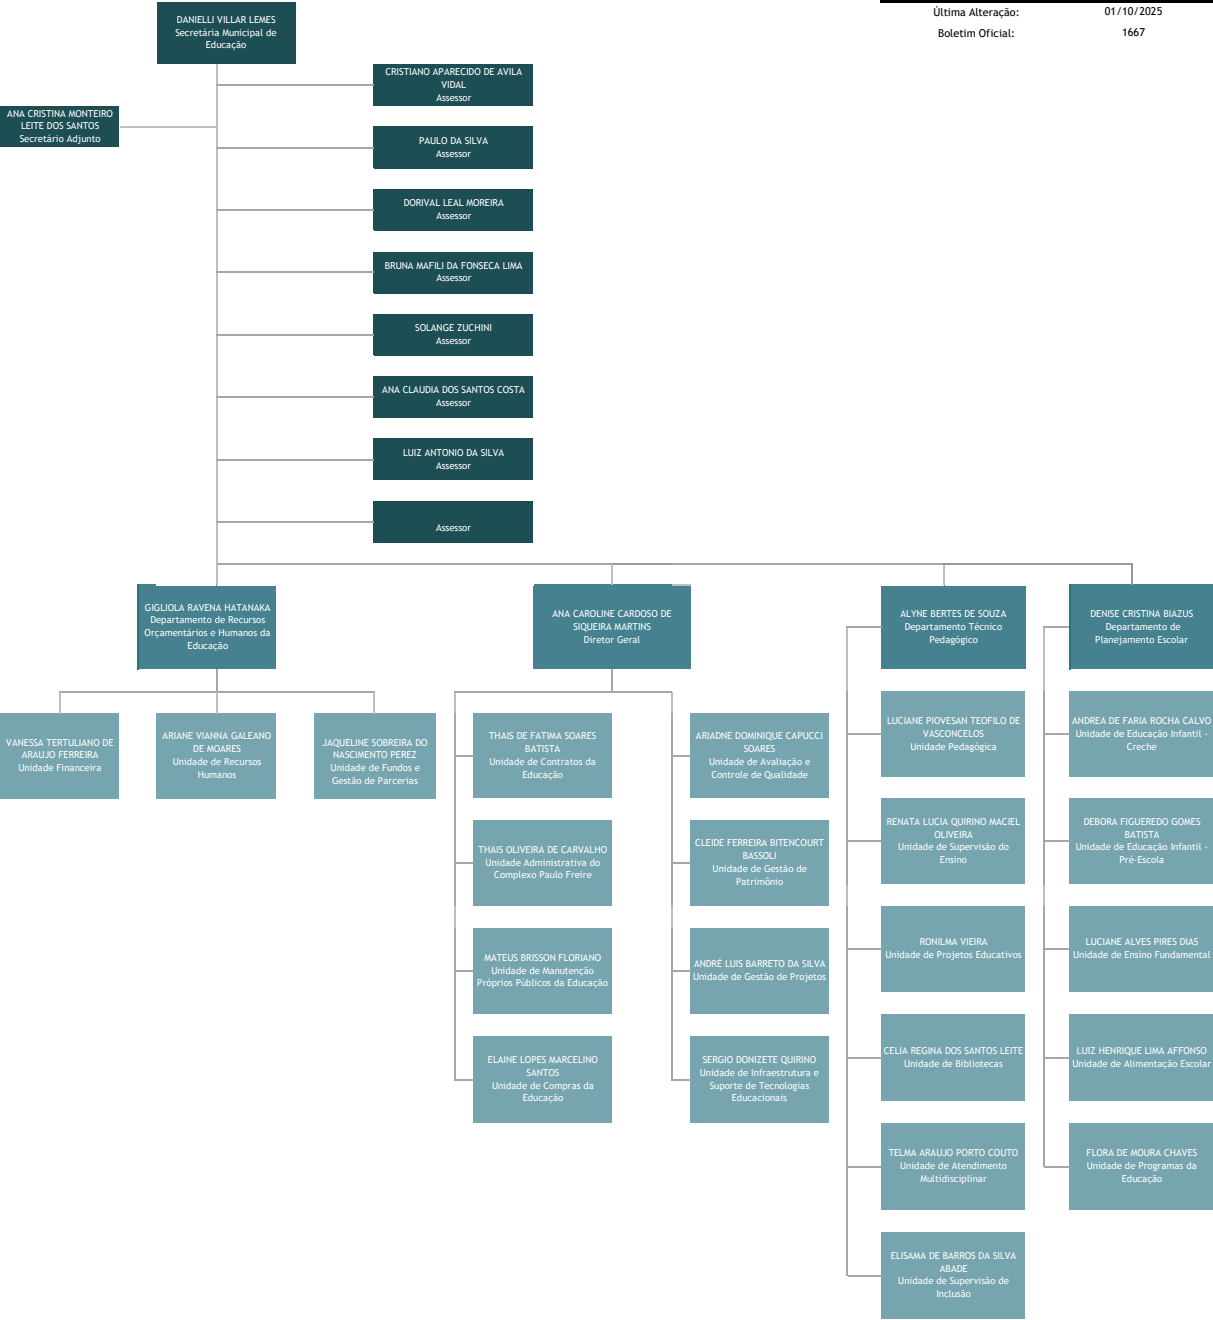 DANIELLI VILLAR LEMES
Secretária Municipal de
Educação
Última Alteração: 01/10/2025
Boletim Oficial: 1667
CRISTIANO APARECIDO DE AVILA
VIDAL
Assessor
ANA CRISTINA MONTEIRO
LEITE DOS SANTOS
Secretário Adjunto
PAULO DA SILVA
Assessor
DORIVAL LEAL MOREIRA
Assessor
BRUNA MAFILI DA FONSECA LIMA
Assessor
SOLANGE ZUCHINI
Assessor
ANA CLAUDIA DOS SANTOS COSTA
Assessor
LUIZ ANTONIO DA SILVA
Assessor
Assessor
GIGLIOLA RAVENA HATANAKA
Departamento de Recursos
Orçamentários e Humanos da
Educação
ANA CAROLINE CARDOSO DE
SIQUEIRA MARTINS
Diretor Geral
ALYNE BERTES DE SOUZA
Departamento Técnico
Pedagógico
DENISE CRISTINA BIAZUS
Departamento de
Planejamento Escolar
VANESSA TERTULIANO DE
ARAUJO FERREIRA
Unidade Financeira
ARIANE VIANNA GALEANO
DE MOARES
Unidade de Recursos
Humanos
JAQUELINE SOBREIRA DO
NASCIMENTO PEREZ
Unidade de Fundos e
Gestão de Parcerias
THAIS DE FATIMA SOARES
BATISTA
Unidade de Contratos da
Educação
ARIADNE DOMINIQUE CAPUCCI
SOARES
Unidade de Avaliação e
Controle de Qualidade
LUCIANE PIOVESAN TEOFILO DE
VASCONCELOS
Unidade Pedagógica
ANDREA DE FARIA ROCHA CALVO
Unidade de Educação Infantil -
Creche
THAIS OLIVEIRA DE CARVALHO
Unidade Administrativa do
Complexo Paulo Freire
CLEIDE FERREIRA BITENCOURT
BASSOLI
Unidade de Gestão de
Patrimônio
RENATA LUCIA QUIRINO MACIEL
OLIVEIRA
Unidade de Supervisão do
Ensino
DEBORA FIGUEREDO GOMES
BATISTA
Unidade de Educação Infantil -
Pré-Escola
MATEUS BRISSON FLORIANO
Unidade de Manutenção
Próprios Públicos da Educação
ANDRÉ LUIS BARRETO DA SILVA
Unidade de Gestão de Projetos
RONILMA VIEIRA
Unidade de Projetos Educativos
LUCIANE ALVES PIRES DIAS
Unidade de Ensino Fundamental
ELAINE LOPES MARCELINO
SANTOS
Unidade de Compras da
Educação
SERGIO DONIZETE QUIRINO
Unidade de Infraestrutura e
Suporte de Tecnologias
Educacionais
CELIA REGINA DOS SANTOS LEITE
Unidade de Bibliotecas
LUIZ HENRIQUE LIMA AFFONSO
Unidade de Alimentação Escolar
TELMA ARAUJO PORTO COUTO
Unidade de Atendimento
Multidisciplinar
FLORA DE MOURA CHAVES
Unidade de Programas da
Educação
ELISAMA DE BARROS DA SILVA
ABADE
Unidade de Supervisão de
Inclusão